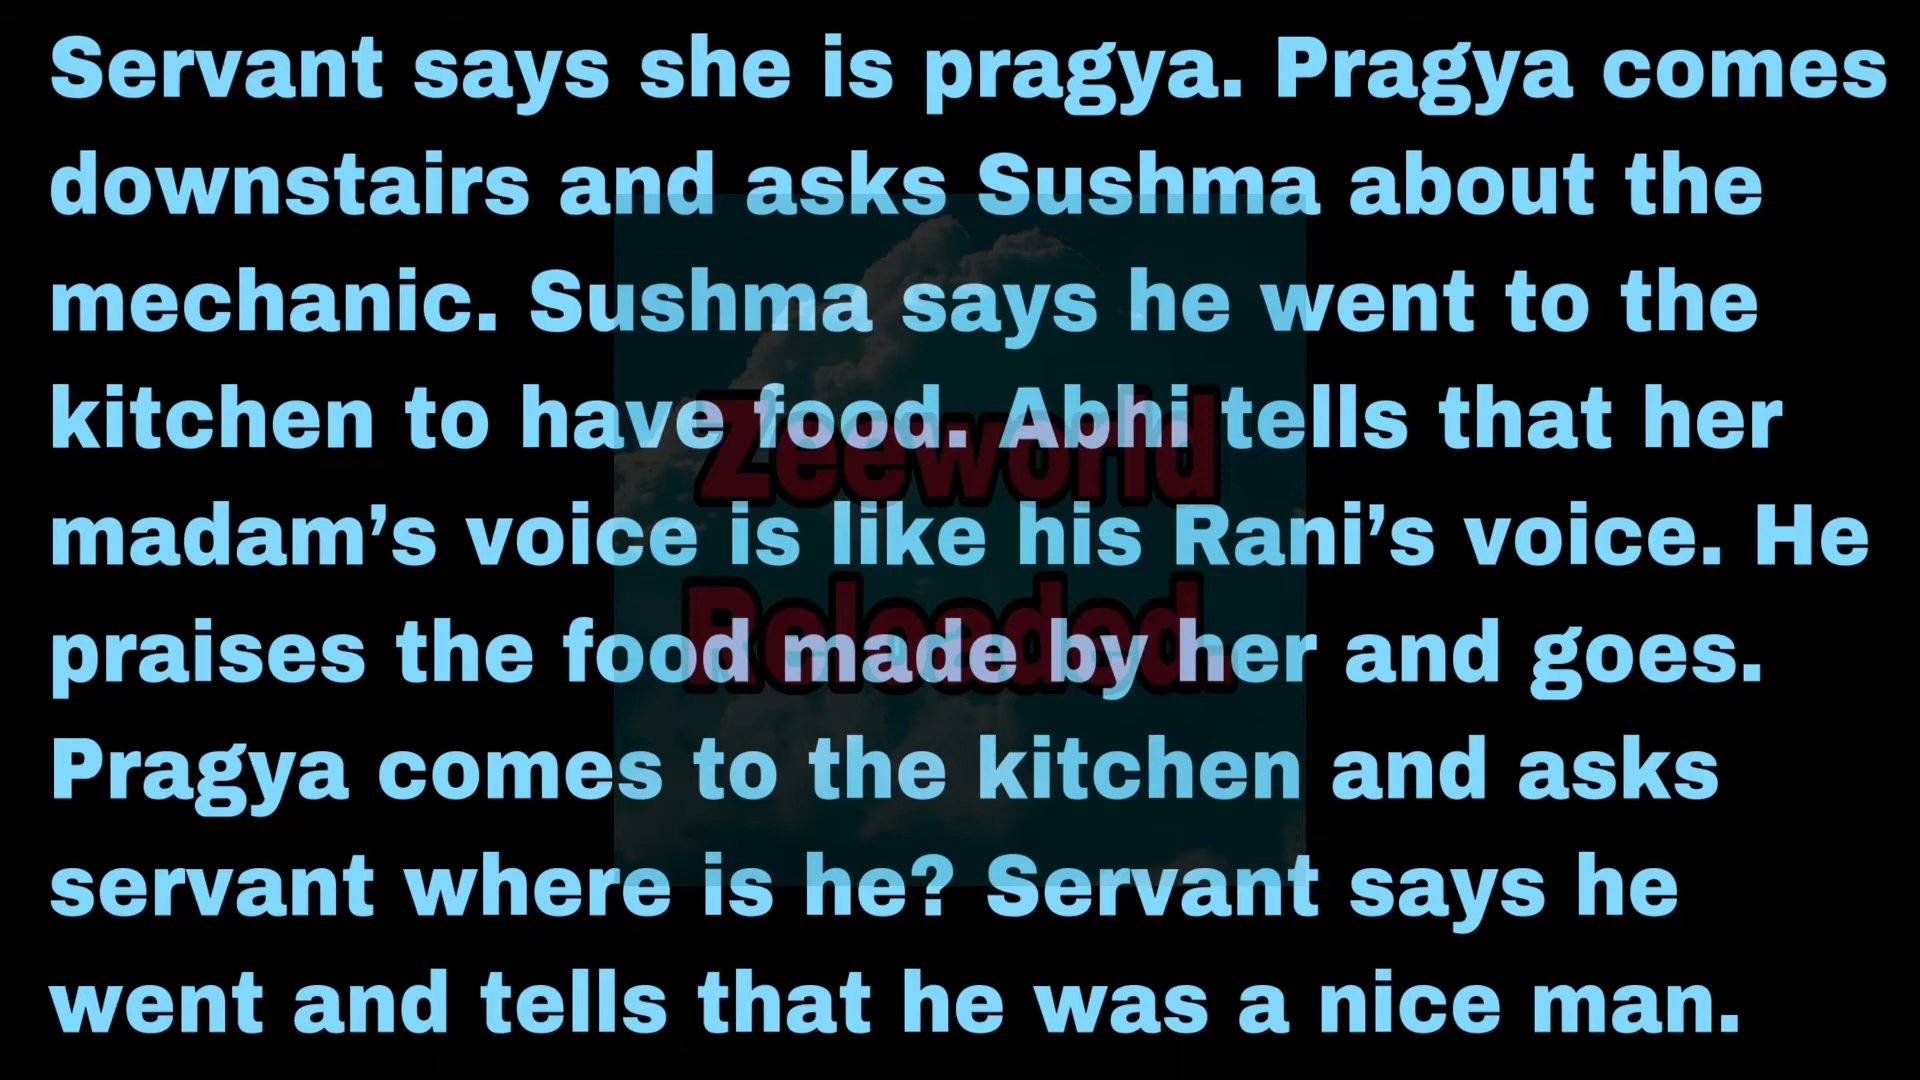 Servant says she is pragya. Pragya comes
downstairs and asks Sushma about the
mechanic. Sushma says he went to the
kitchen to have food. Abhi tells that her
madam’s voice is like his Rani’s voice. He
praises the food made by her and goes.
Pragya comes to the kitchen and asks
servant where is he? Servant says he
went and tells that he was a nice man.
Zeeworld
Reloaded.